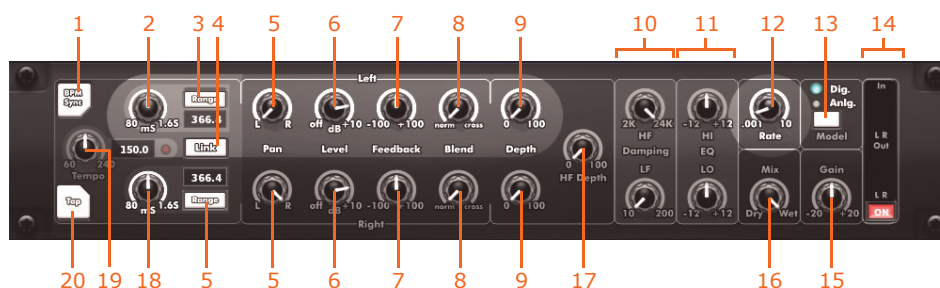 1 2 3 4 5 6 7 8 9 10 11 12 13 14
Left
BPM Sync
Range
366.4
80 mS 1.65
L R
off dB +10
-100 +100
norm cross
0 100
2K 24K
HF
-12 +12
HI
.001 10
Rate
Dig.
Anlg.
Model
In
L R
Out
60 240
Tempo
150.0
Link
Pan
Level
Feedback
Blend
Depth
0 100
HF Depth
Damping
EQ
LF
LO
Mix
Gain
Tap
80 mS 1.65
366.4
Range
L R
off dB +10
-100 +100
norm cross
0 100
10 200
-12 +12
Dry Wet
-20 +20
L R
ON
Right
20 19 18 5 5 6 7 8 9 17 16 15